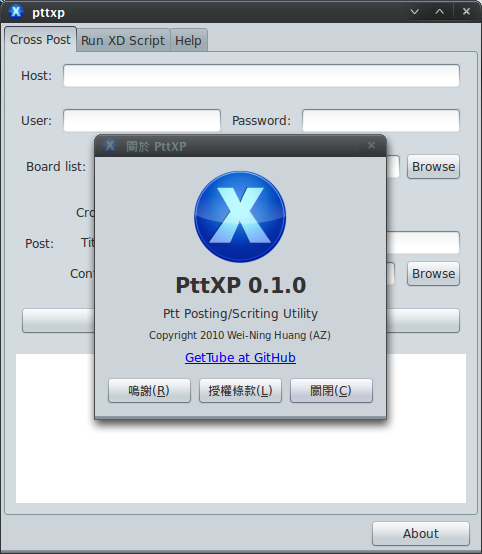 pttxp
Cross Post Run XD Script Help
Host:
User: Password:
關於 PttXP
Board list: Browse
Cro
Post: Tit
Cont Browse
PttXP 0.1.0
Ptt Posting/Scriting Utility
Copyright 2010 Wei-Ning Huang (AZ)
GetTube at GitHub
鳴謝(R) 授權條款(L) 關閉(C)
About